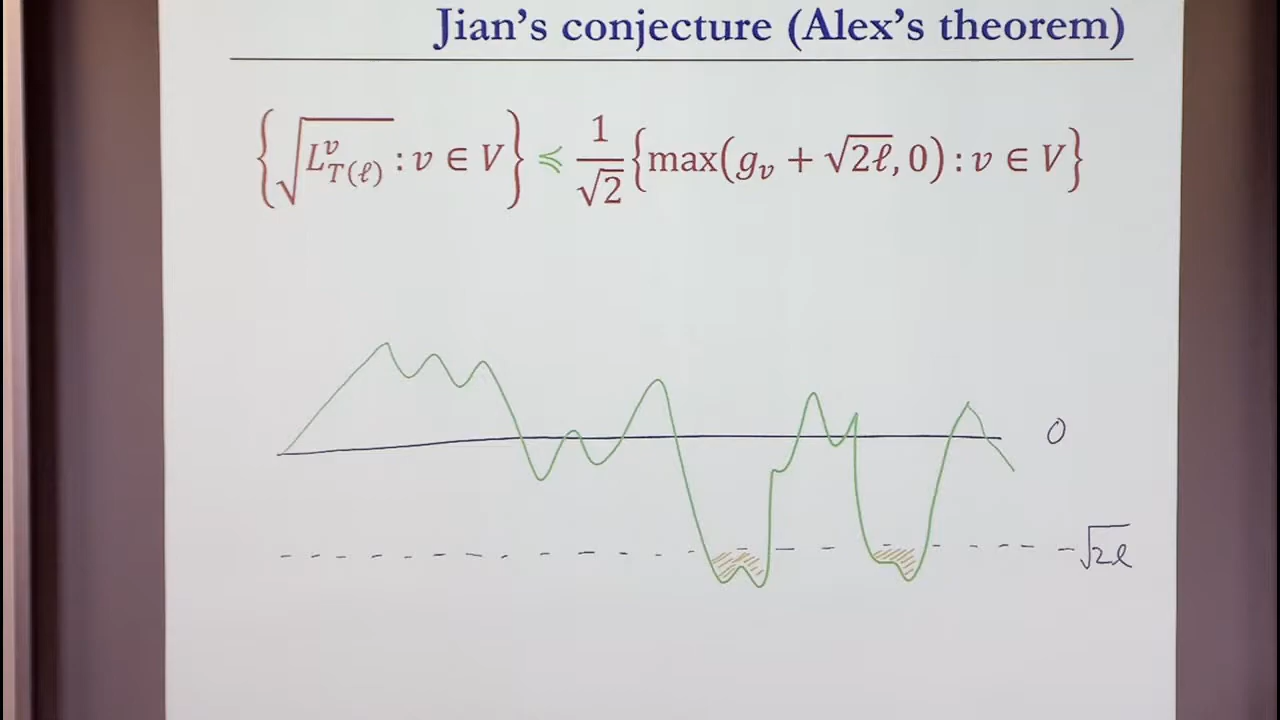 Jian's conjecture (Alex's theorem)
{√L^v_{T(ℓ)} : v ∈ V} ≼ 1/√2 {max(g_v + √2ℓ, 0) : v ∈ V}
0
-√2ℓ